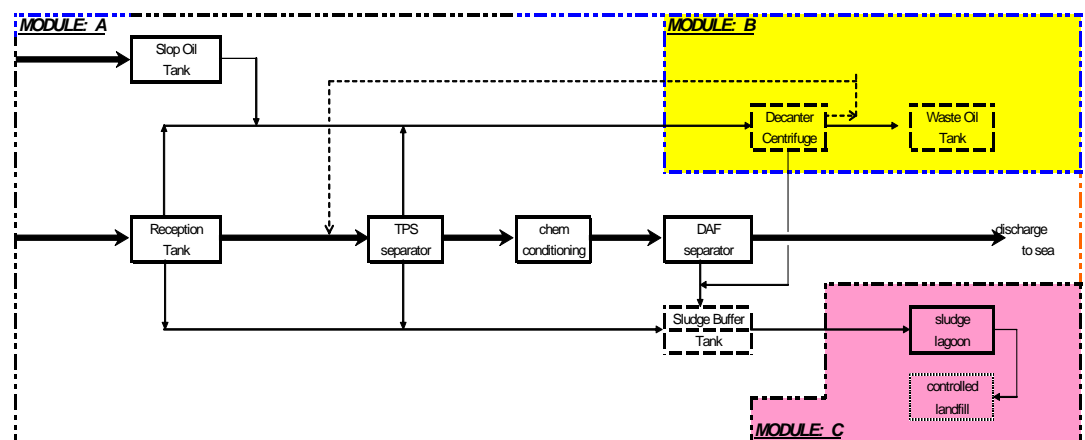 MODULE: A
MODULE: B
Slop Oil
Tank
Decanter
Centrifuge
Waste Oil
Tank
Reception
Tank
TPS
separator
chem
conditioning
DAF
separator
discharge
to sea
Sludge Buffer
Tank
sludge
lagoon
controlled
landfill
MODULE: C